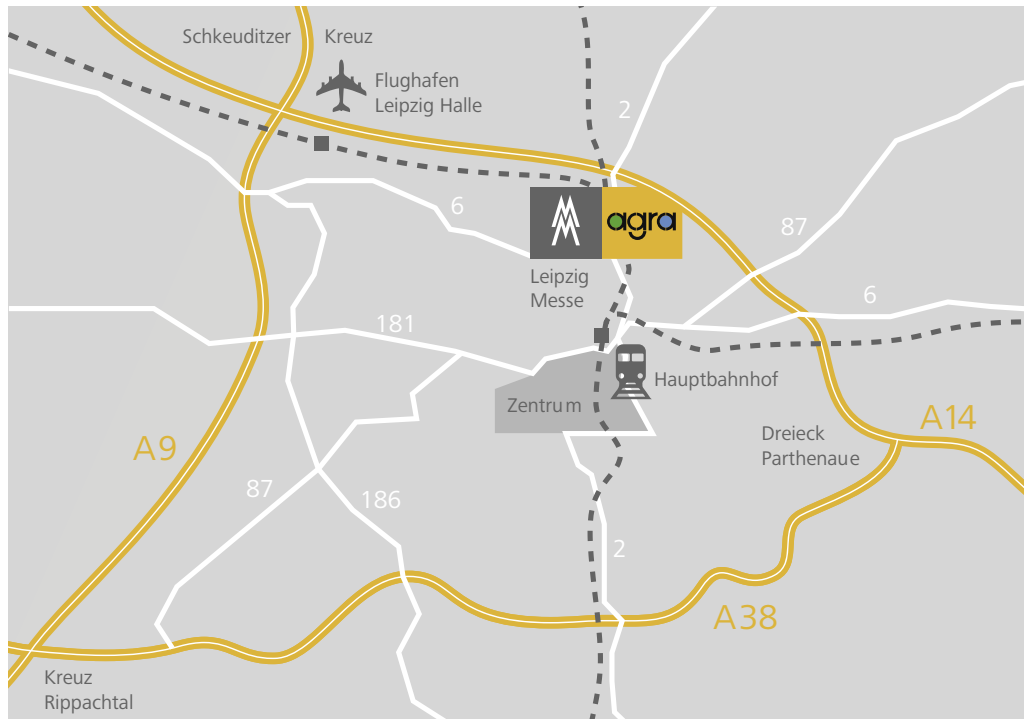 Schkeuditzer Kreuz
Flughafen
Leipzig Halle
2
6
agra
87
Leipzig
Messe
6
181
Hauptbahnhof
Zentrum
A14
Dreieck
Parthenaue
A9
87
186
2
A38
Kreuz
Rippachtal